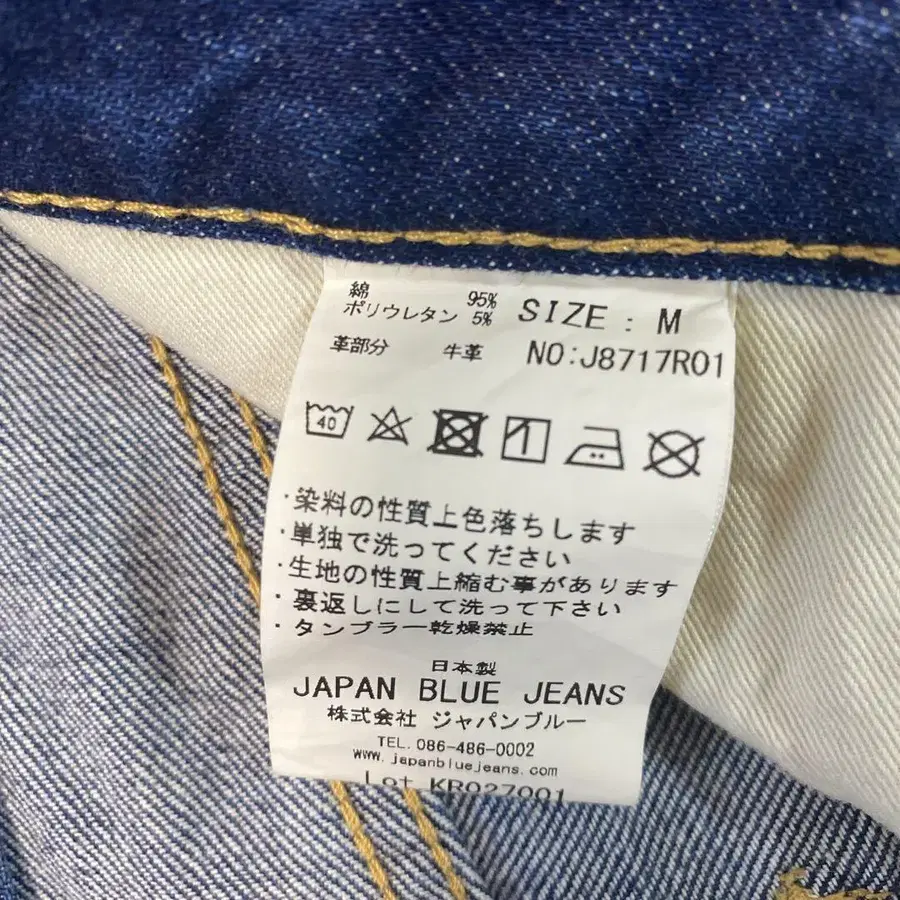 綿 95%
ポリウレタン 5%
SIZE : M
革部分 牛革
NO:J8717R01
40
・染料の性質上色落ちします
・単独で洗ってください
・生地の性質上縮む事があります
・裏返しにして洗って下さい
・タンブラー乾燥禁止
日本製
JAPAN BLUE JEANS
株式会社 ジャパンブルー
TEL. 086-486-0002
www.japanbluejeans.com
Lot KR027001